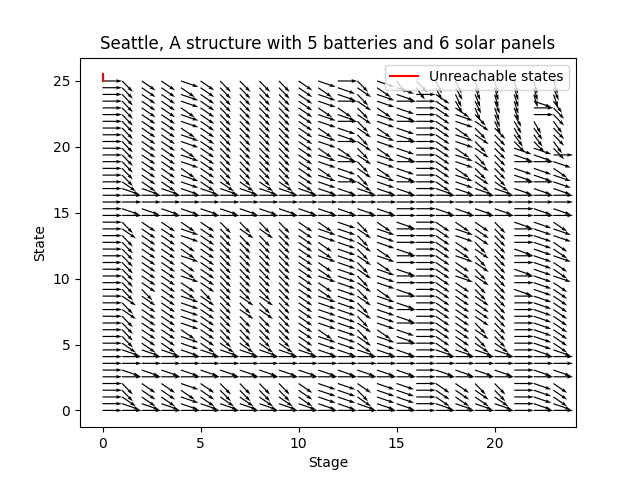 Seattle, A structure with 5 batteries and 6 solar panels
Unreachable states
25
20
15
10
5
0
State
0 5 10 15 20
Stage